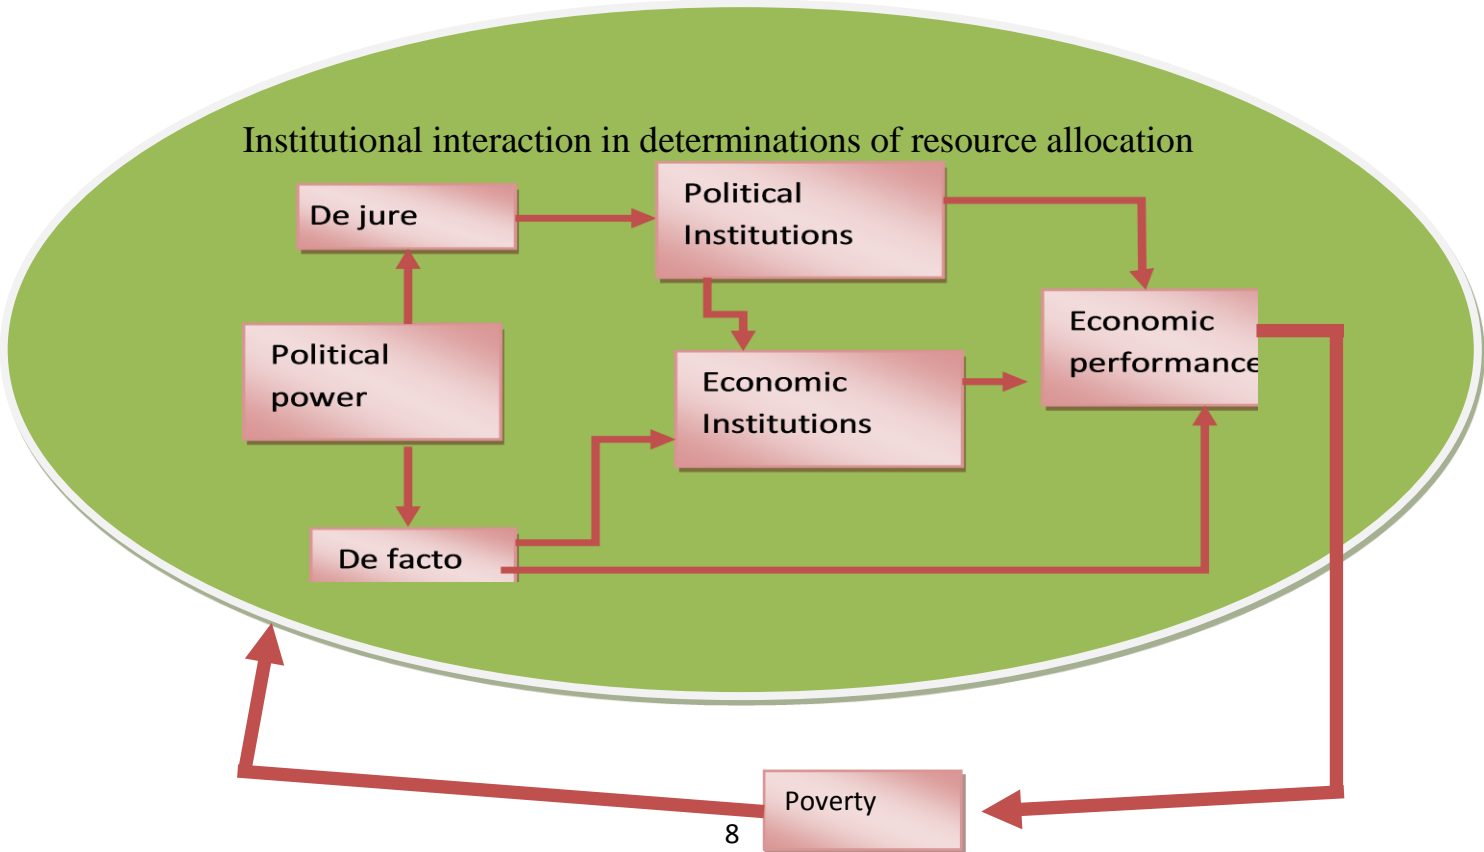 Institutional interaction in determinations of resource allocation
De jure
Political
Institutions
Political
power
Economic
Institutions
Economic
performance
De facto
Poverty
8